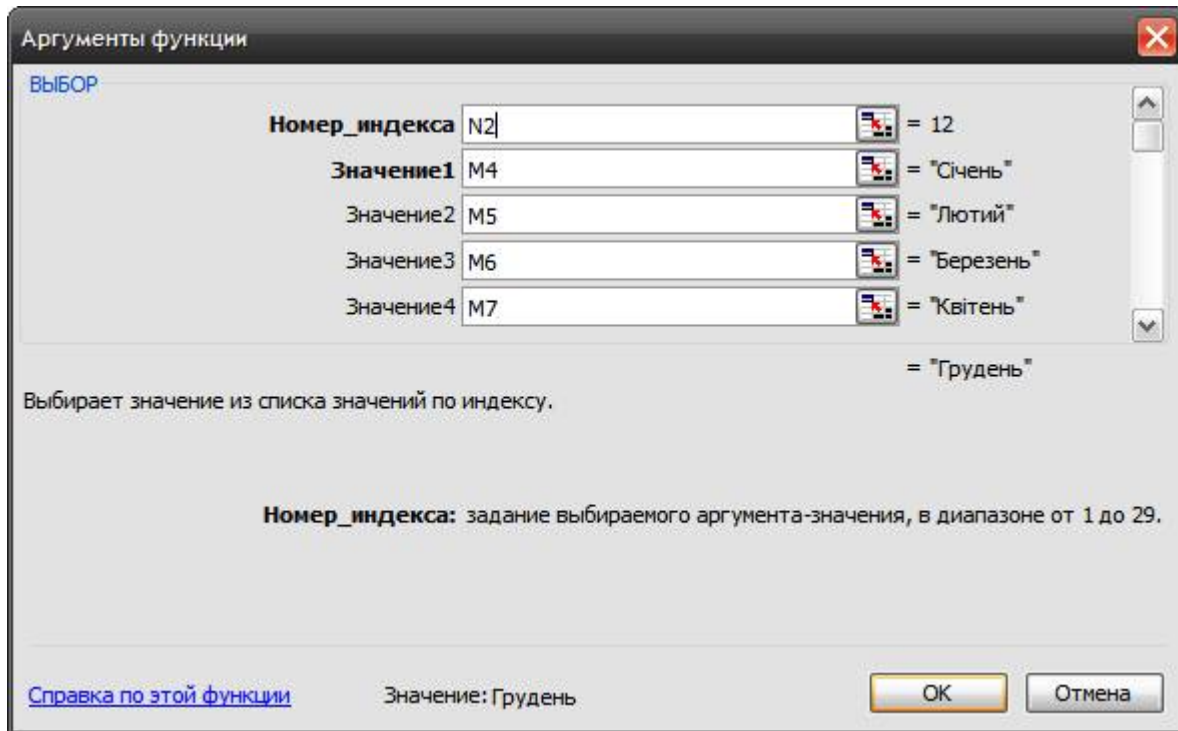 Аргументы функции
ВЫБОР
Номер_индекса N2 = 12
Значение1 M4 = "Січень"
Значение2 M5 = "Лютий"
Значение3 M6 = "Березень"
Значение4 M7 = "Квітень"
= "Грудень"
Выбирает значение из списка значений по индексу.
Номер_индекса: задание выбираемого аргумента-значения, в диапазоне от 1 до 29.
Справка по этой функции Значение: Грудень OK Отмена